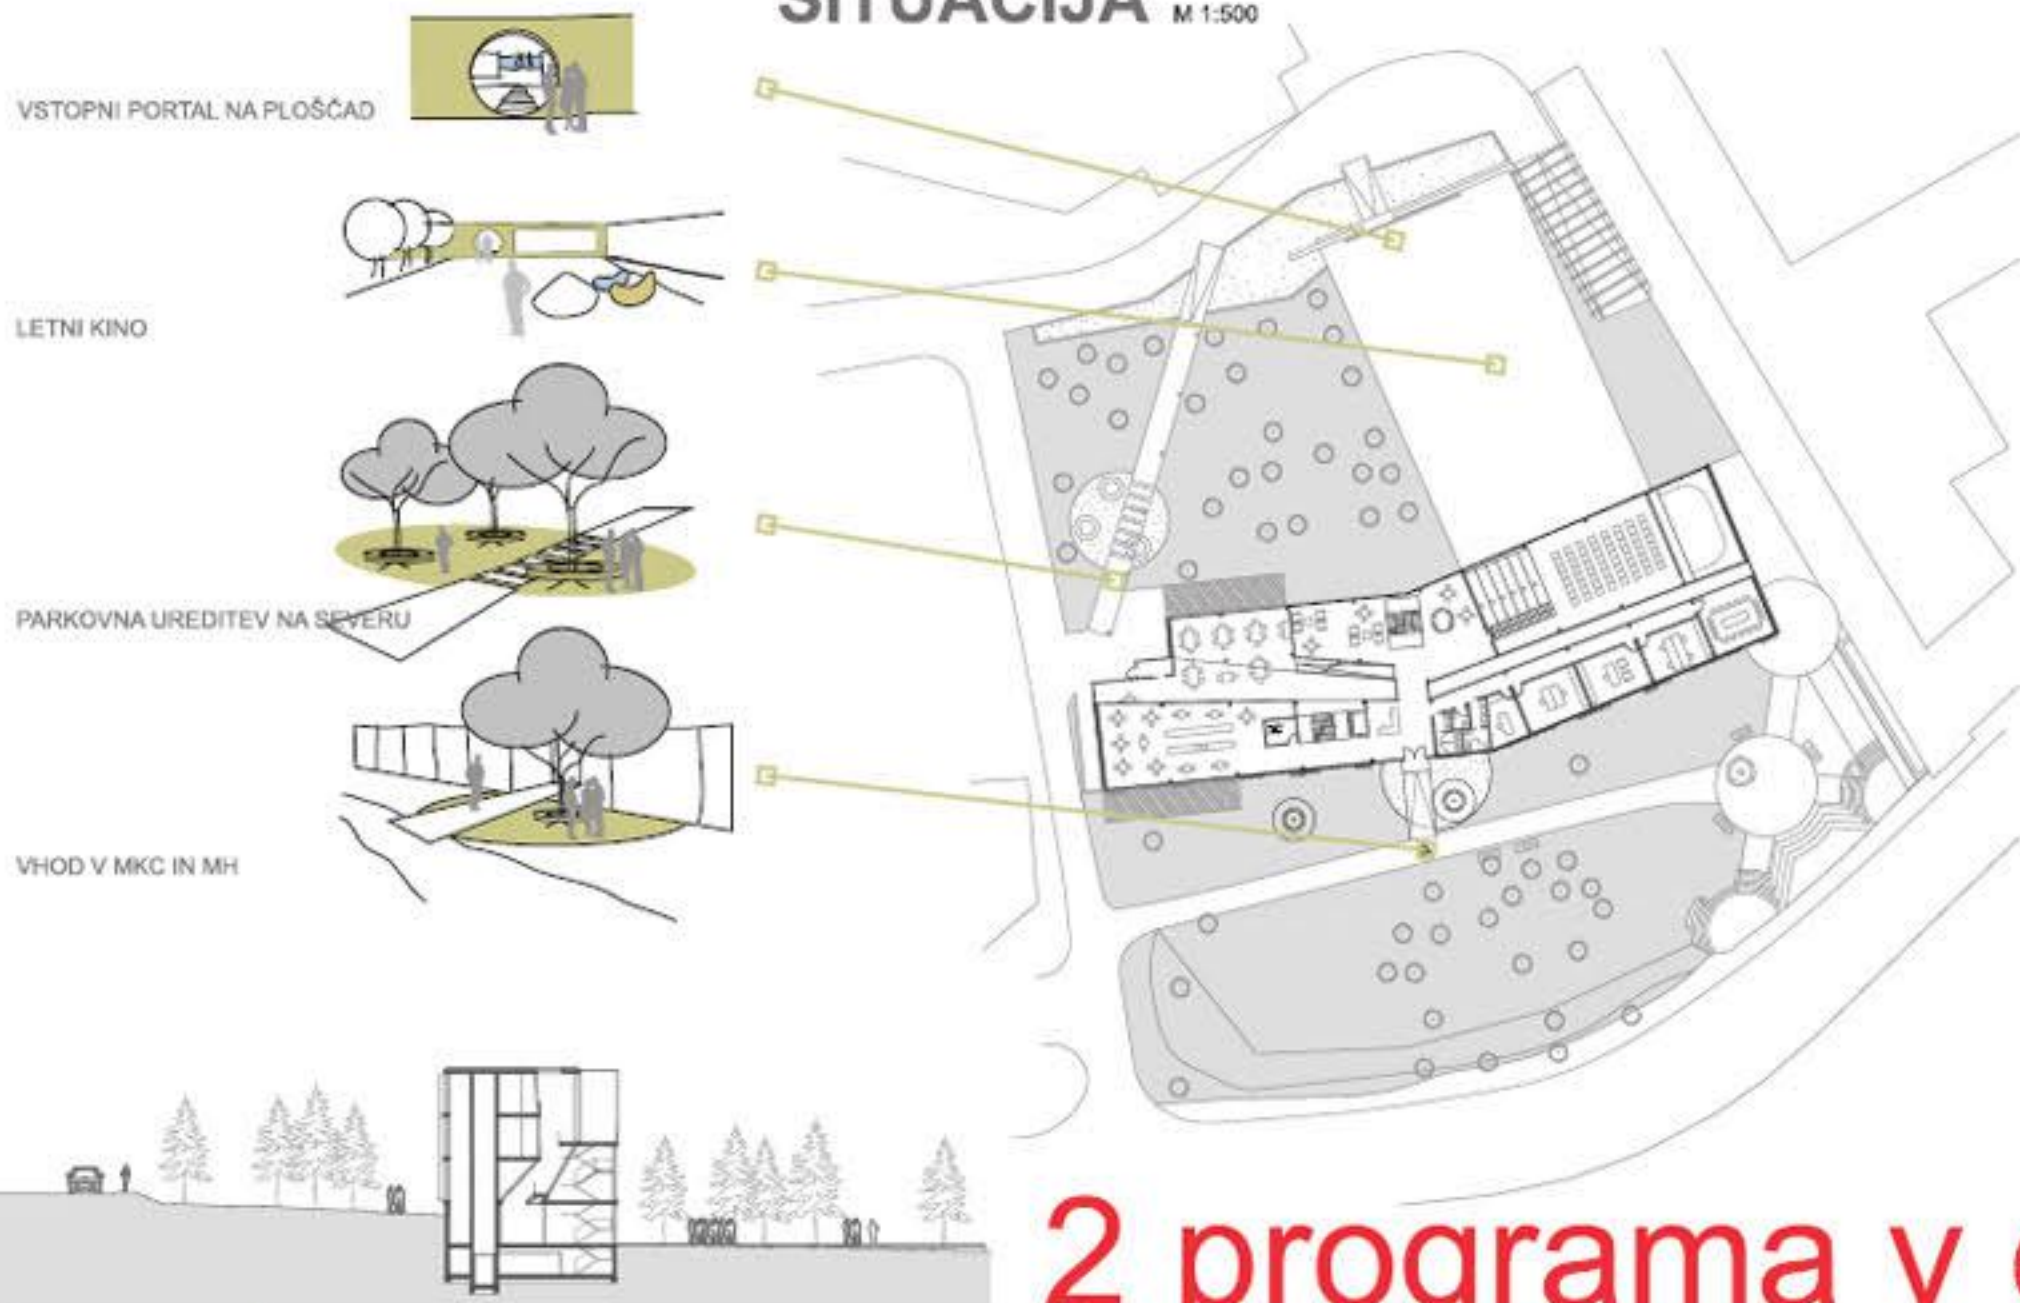 SITUACIJA M 1:500
VSTOPNI PORTAL NA PLOŠČAD
LETNI KINO
PARKOVNA UREDITEV NA SEVERU
VHOD V MKC IN MH
2 programa v